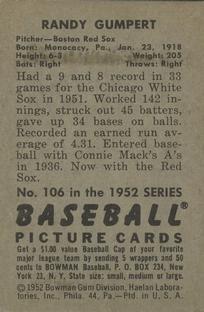 RANDY GUMPERT
Pitcher—Boston Red Sox
Born: Monocacy, Pa., Jan. 23, 1918
Height: 6-3 Weight: 205
Bats: Right Throws: Right
Had a 9 and 8 record in 33
games for the Chicago White
Sox in 1951. Worked 142 in-
nings, struck out 45 batters,
gave up 34 bases on balls.
Recorded an earned run av-
erage of 4.31. Entered base-
ball with Connie Mack's A's
in 1936. Now with the Red
Sox.
No. 106 in the 1952 SERIES
BASEBALL®
PICTURE CARDS
Get a $1.00 value Baseball Cap of your favorite
major league team by sending 5 wrappers and 50
cents to BOWMAN Baseball, P. O. BOX 234, New
York 23, N. Y. State size: small, medium or large.
©1952 Bowman Gum Division, Haelan Labora-
tories, Inc., Phila. 44, Pa.—Ptd. in U. S. A.